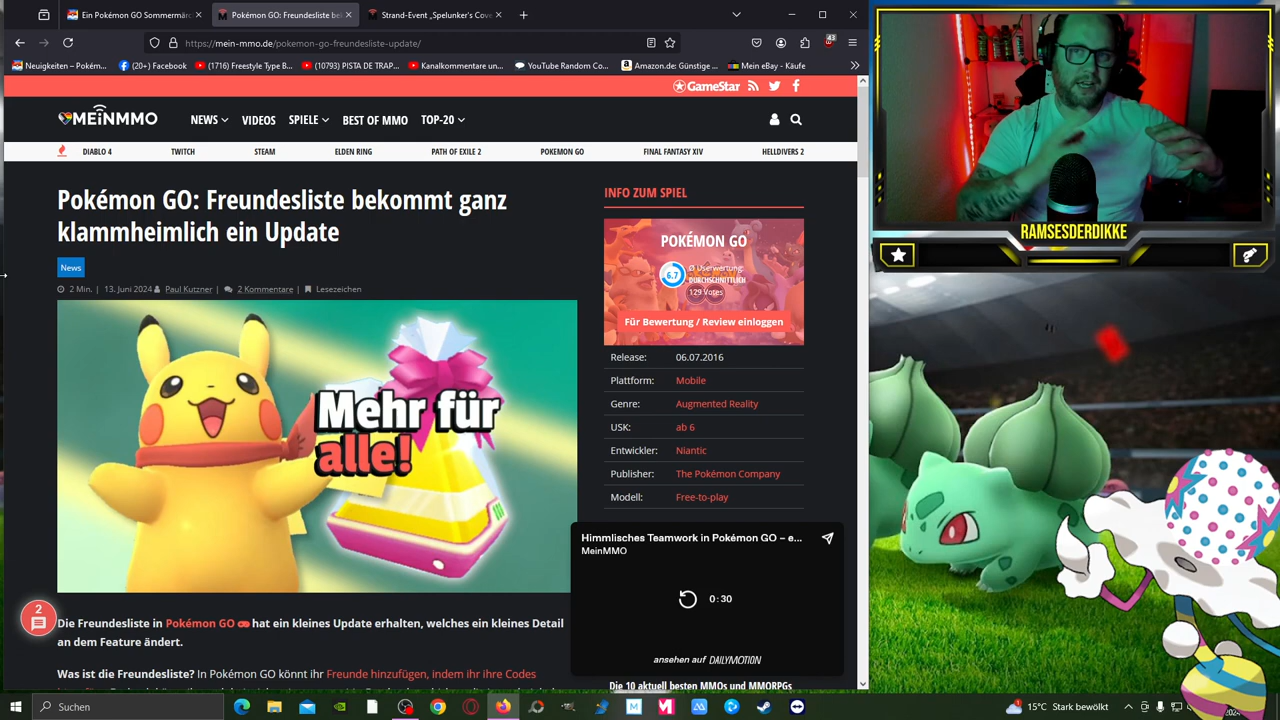 Ein Pokémon GO Sommermärc
Pokémon GO: Freundesliste bek
Strand-Event „Spelunker's Cove
https://mein-mmo.de/pokemon-go-freundesliste-update/
43
Neuigkeiten – Pokém...
(20+) Facebook
(1716) Freestyle Type B...
(10793) PISTA DE TRAP...
Kanalkommentare un...
YouTube Random Co...
Amazon.de: Günstige ...
Mein eBay - Käufe
GameStar
MEINMMO
NEWS
VIDEOS
SPIELE
BEST OF MMO
TOP-20
DIABLO 4
TWITCH
STEAM
ELDEN RING
PATH OF EXILE 2
POKEMON GO
FINAL FANTASY XIV
HELLDIVERS 2
Pokémon GO: Freundesliste bekommt ganz
klammheimlich ein Update
News
2 Min. | 13. Juni 2024 Paul Kutzner | 2 Kommentare | Lesezeichen
Mehr für
alle!
2
Die Freundesliste in Pokémon GO hat ein kleines Update erhalten, welches ein kleines Detail
an dem Feature ändert.
Was ist die Freundesliste? In Pokémon GO könnt ihr Freunde hinzufügen, indem ihr ihre Codes
INFO ZUM SPIEL
POKÉMON GO
6.7
Ø Userwertung:
DURCHSCHNITTLICH
129 Votes
Für Bewertung / Review einloggen
Release: 06.07.2016
Plattform: Mobile
Genre: Augmented Reality
USK: ab 6
Entwickler: Niantic
Publisher: The Pokémon Company
Modell: Free-to-play
Himmlisches Teamwork in Pokémon GO – e...
MeinMMO
0:30
ansehen auf DAILYMOTION
Die 10 aktuell besten MMOs und MMORPGs
RAMSESDERDIKKE
Suchen
15°C Stark bewölkt